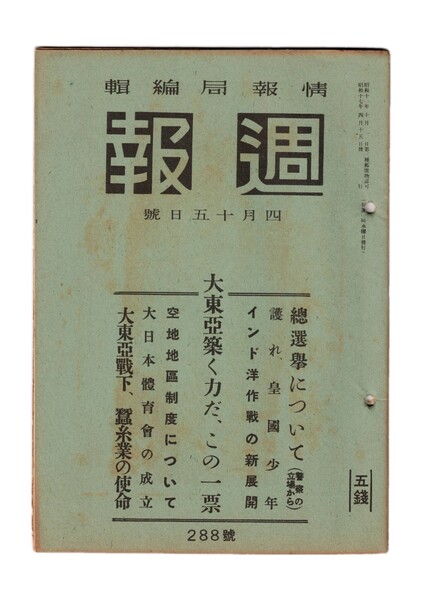 情報局編輯
週報
四月十五日號
總選擧について(警察の立場から)
護れ、皇國少年
インド洋作戰の新展開
大東亞築く力だ、この一票
空地地區制度について
大日本體育會の成立
大東亞戰下、蠶糸業の使命
五錢
288號